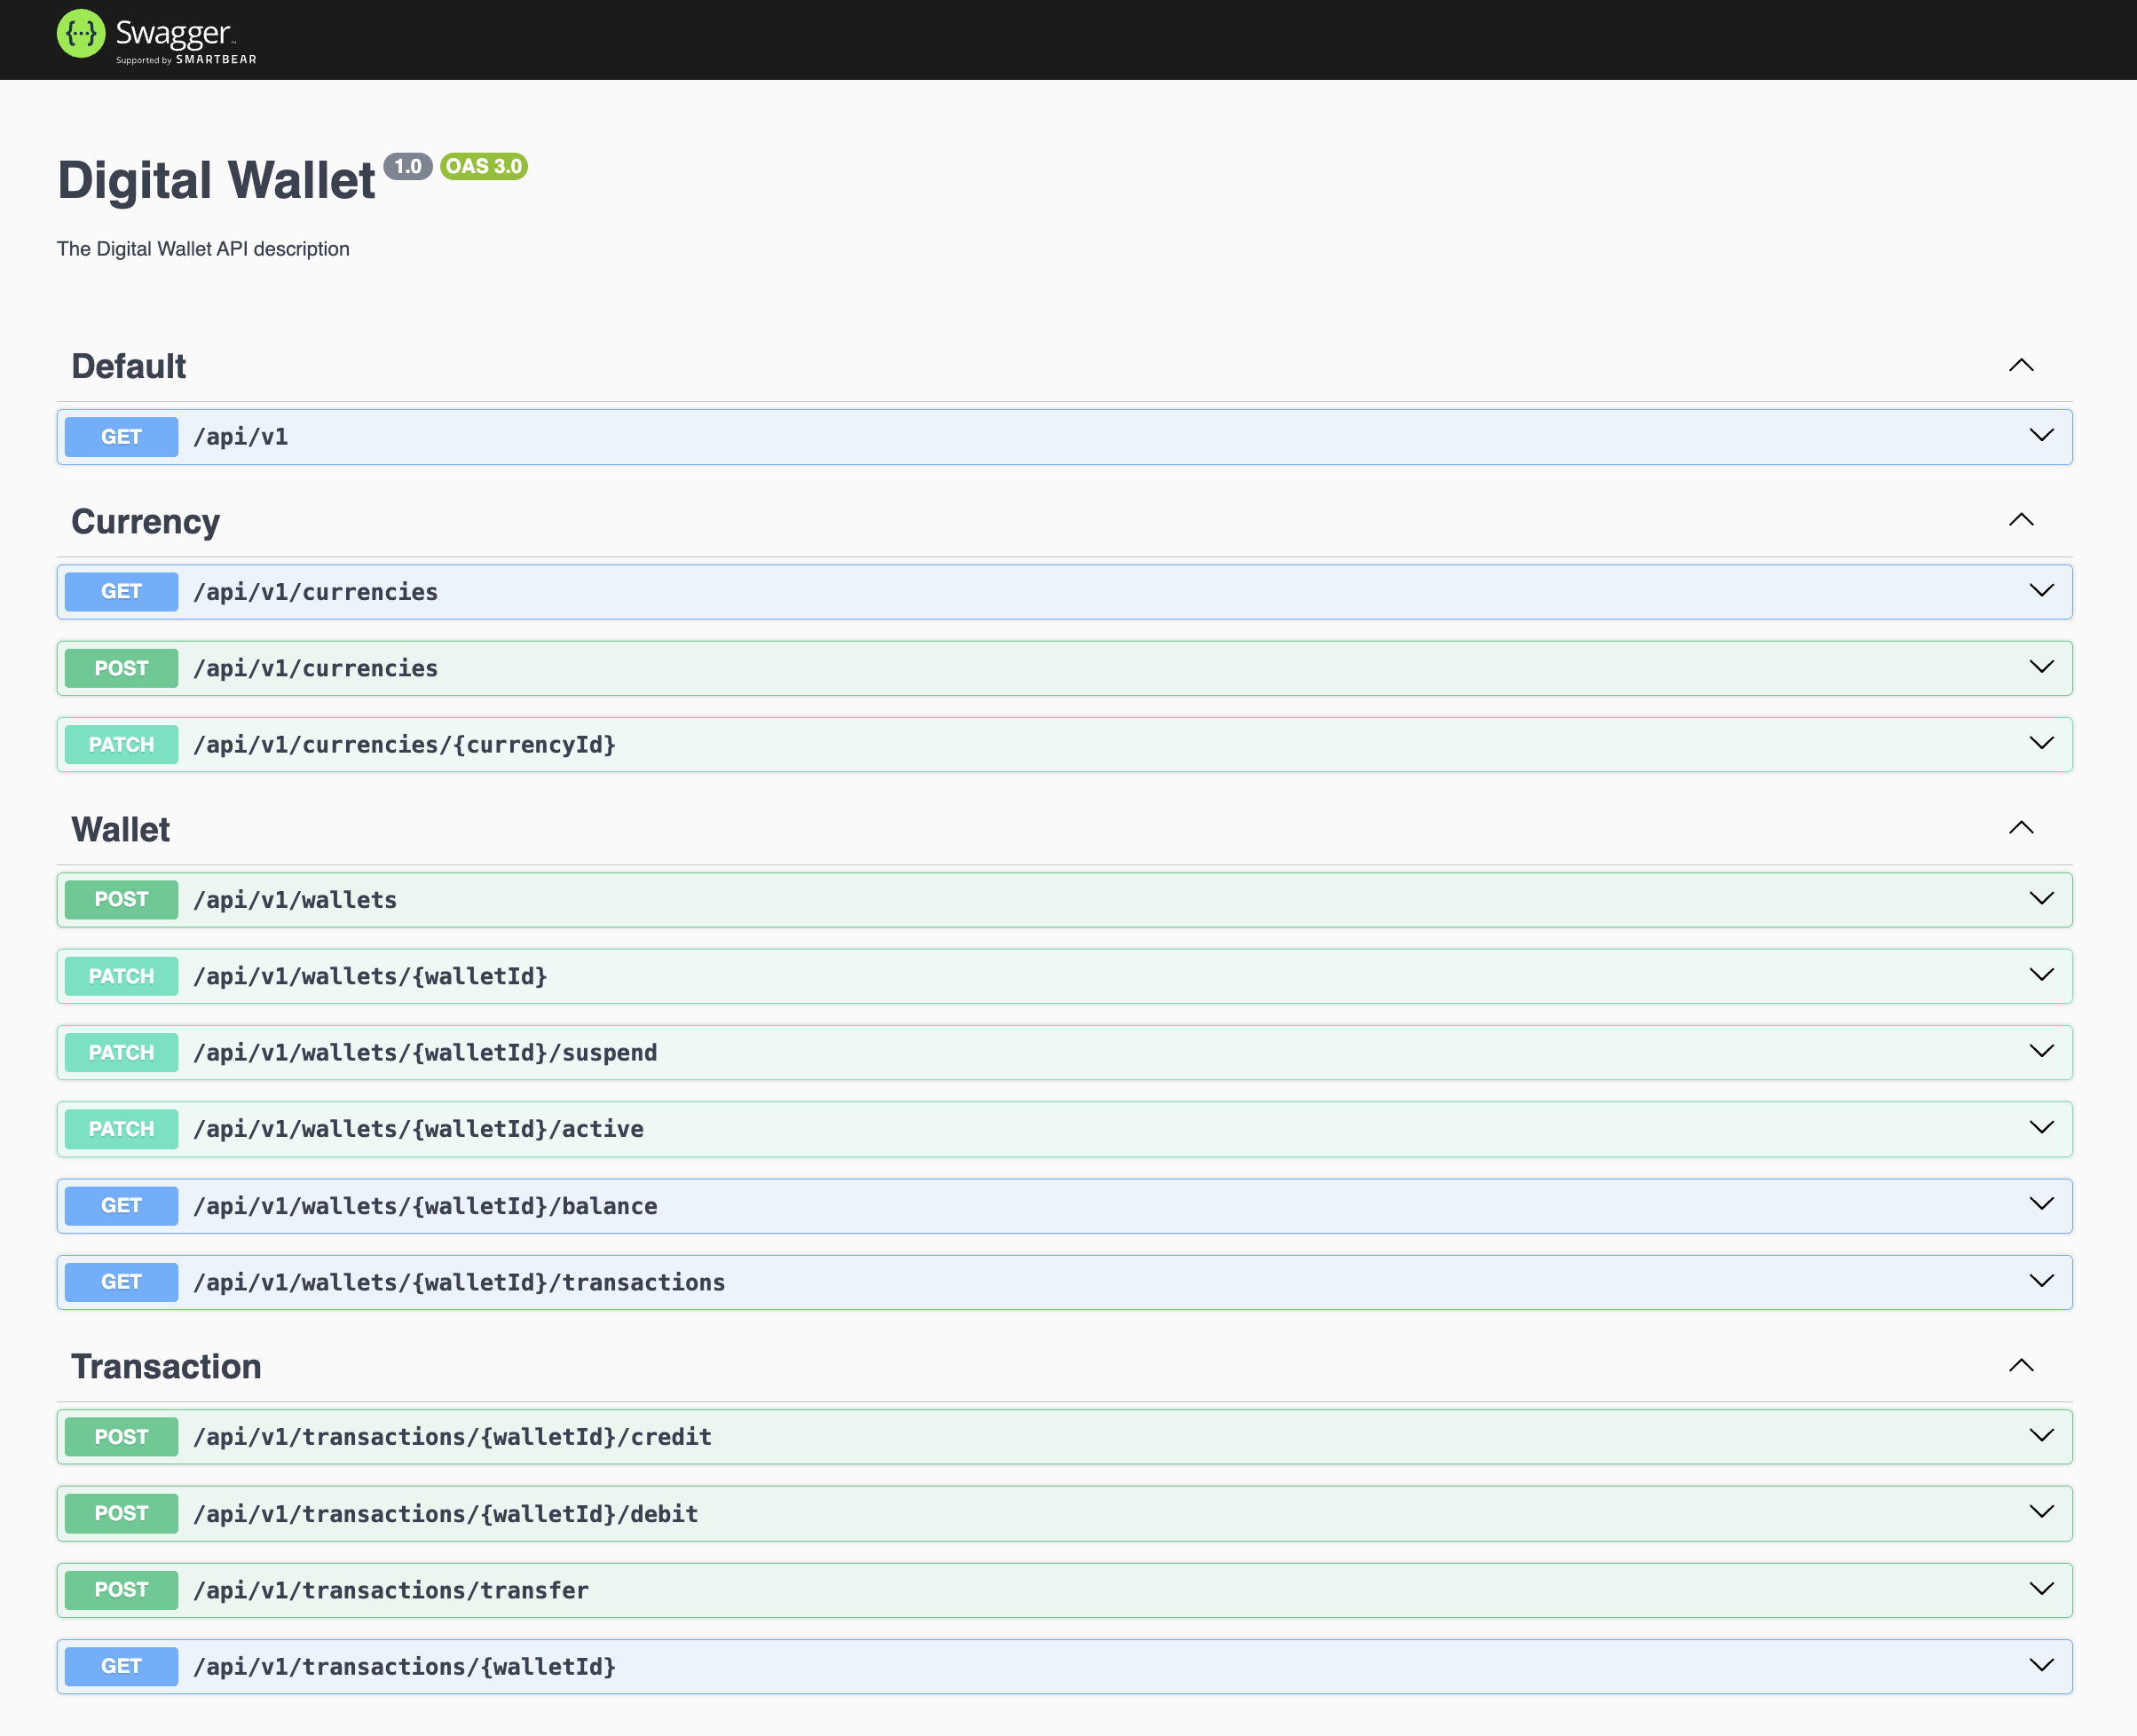 Swagger
Supported by SMARTBEAR
Digital Wallet 1.0 OAS 3.0
The Digital Wallet API description
Default
GET /api/v1
Currency
GET /api/v1/currencies
POST /api/v1/currencies
PATCH /api/v1/currencies/{currencyId}
Wallet
POST /api/v1/wallets
PATCH /api/v1/wallets/{walletId}
PATCH /api/v1/wallets/{walletId}/suspend
PATCH /api/v1/wallets/{walletId}/active
GET /api/v1/wallets/{walletId}/balance
GET /api/v1/wallets/{walletId}/transactions
Transaction
POST /api/v1/transactions/{walletId}/credit
POST /api/v1/transactions/{walletId}/debit
POST /api/v1/transactions/transfer
GET /api/v1/transactions/{walletId}